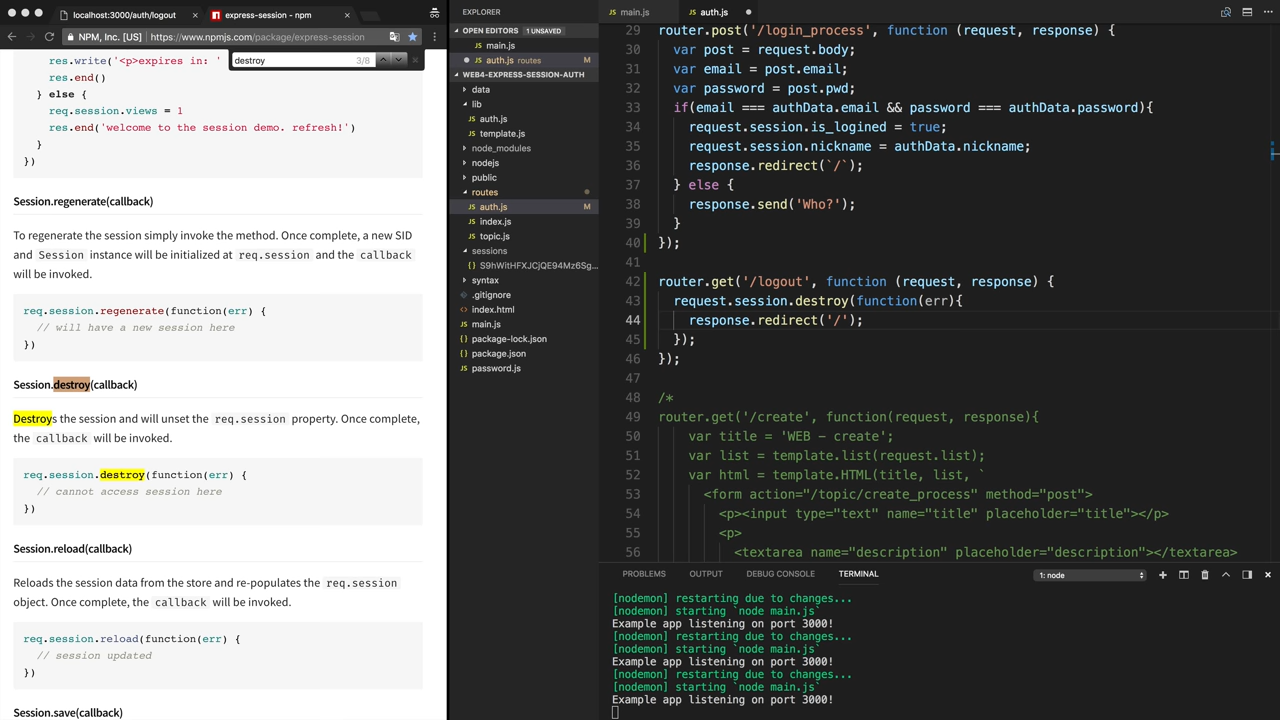 localhost:3000/auth/logout
express-session - npm
NPM, Inc. [US]
https://www.npmjs.com/package/express-session
destroy
3/8
res.write('<p>expires in: '
res.end()
} else {
req.session.views = 1
res.end('welcome to the session demo. refresh!')
}
})
Session.regenerate(callback)
To regenerate the session simply invoke the method. Once complete, a new SID
and Session instance will be initialized at req.session and the callback
will be invoked.
req.session.regenerate(function(err) {
// will have a new session here
})
Session.destroy(callback)
Destroys the session and will unset the req.session property. Once complete,
the callback will be invoked.
req.session.destroy(function(err) {
// cannot access session here
})
Session.reload(callback)
Reloads the session data from the store and re-populates the req.session
object. Once complete, the callback will be invoked.
req.session.reload(function(err) {
// session updated
})
Session.save(callback)
EXPLORER
OPEN EDITORS 1 UNSAVED
JS main.js
JS auth.js routes M
WEB4-EXPRESS-SESSION-AUTH
data
lib
JS auth.js
JS template.js
node_modules
nodejs
public
routes
JS auth.js M
JS index.js
JS topic.js
sessions
{} S9hWitHFXJCjQE94Mz6Sg...
syntax
.gitignore
index.html
JS main.js
{} package-lock.json
{} package.json
JS password.js
JS main.js
JS auth.js
29 router.post('/login_process', function (request, response) {
30 var post = request.body;
31 var email = post.email;
32 var password = post.pwd;
33 if(email === authData.email && password === authData.password){
34 request.session.is_logined = true;
35 request.session.nickname = authData.nickname;
36 response.redirect(`/`);
37 } else {
38 response.send('Who?');
39 }
40 });
41
42 router.get('/logout', function (request, response) {
43 request.session.destroy(function(err){
44 response.redirect('/');
45 });
46 });
47
48 /*
49 router.get('/create', function(request, response){
50 var title = 'WEB - create';
51 var list = template.list(request.list);
52 var html = template.HTML(title, list, `
53 <form action="/topic/create_process" method="post">
54 <p><input type="text" name="title" placeholder="title"></p>
55 <p>
56 <textarea name="description" placeholder="description"></textarea>
PROBLEMS
OUTPUT
DEBUG CONSOLE
TERMINAL
1: node
[nodemon] restarting due to changes...
[nodemon] starting `node main.js`
Example app listening on port 3000!
[nodemon] restarting due to changes...
[nodemon] starting `node main.js`
Example app listening on port 3000!
[nodemon] restarting due to changes...
[nodemon] starting `node main.js`
Example app listening on port 3000!